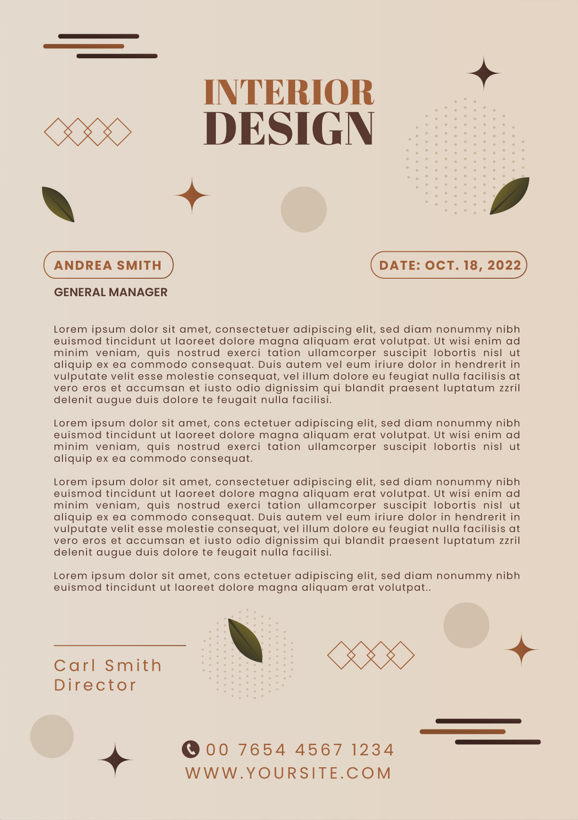 INTERIOR
DESIGN
ANDREA SMITH
DATE: OCT. 18, 2022
GENERAL MANAGER
Lorem ipsum dolor sit amet, consectetuer adipiscing elit, sed diam nonummy nibh
euismod tincidunt ut laoreet dolore magna aliquam erat volutpat. Ut wisi enim ad
minim veniam, quis nostrud exerci tation ullamcorper suscipit lobortis nisl ut
aliquip ex ea commodo consequat. Duis autem vel eum iriure dolor in hendrerit in
vulputate velit esse molestie consequat, vel illum dolore eu feugiat nulla facilisis at
vero eros et accumsan et iusto odio dignissim qui blandit praesent luptatum zzril
delenit augue duis dolore te feugait nulla facilisi.
Lorem ipsum dolor sit amet, cons ectetuer adipiscing elit, sed diam nonummy nibh
euismod tincidunt ut laoreet dolore magna aliquam erat volutpat. Ut wisi enim ad
minim veniam, quis nostrud exerci tation ullamcorper suscipit lobortis nisl ut
aliquip ex ea commodo consequat.
Lorem ipsum dolor sit amet, cons ectetuer adipiscing elit, sed diam nonummy nibh
euismod tincidunt ut laoreet dolore magna aliquam erat volutpat. Ut wisi enim ad
minim veniam, quis nostrud exerci tation ullamcorper suscipit lobortis nisl ut
aliquip ex ea commodo consequat. Duis autem vel eum iriure dolor in hendrerit in
vulputate velit esse molestie consequat, vel illum dolore eu feugiat nulla facilisis at
vero eros et accumsan et iusto odio dignissim qui blandit praesent luptatum zzril
delenit augue duis dolore te feugait nulla facilisi.
Lorem ipsum dolor sit amet, cons ectetuer adipiscing elit, sed diam nonummy nibh
euismod tincidunt ut laoreet dolore magna aliquam erat volutpat..
Carl Smith
Director
00 7654 4567 1234
WWW.YOURSITE.COM